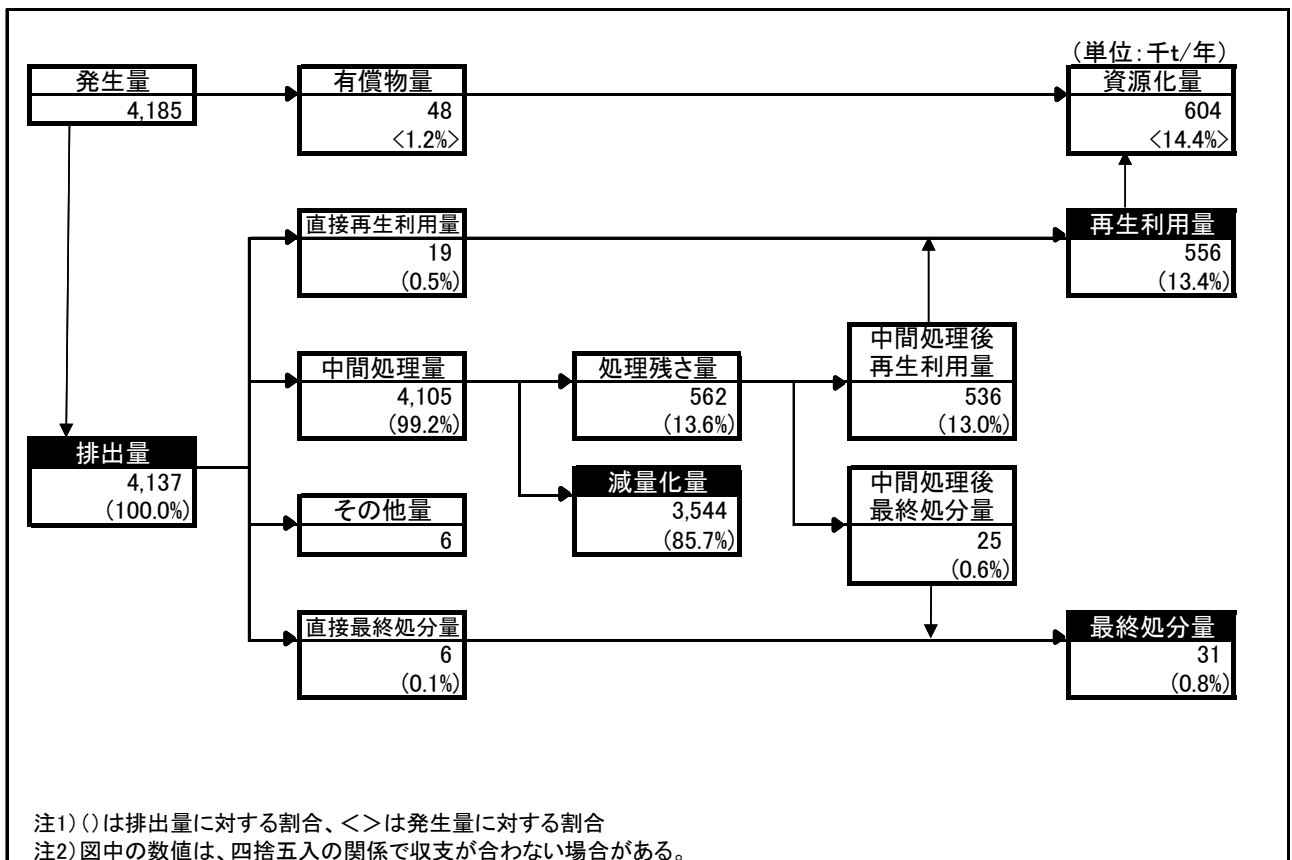 (単位:千t/年)
発生量
4,185
有償物量
48
<1.2%>
資源化量
604
<14.4%>
直接再生利用量
19
(0.5%)
再生利用量
556
(13.4%)
中間処理量
4,105
(99.2%)
処理残さ量
562
(13.6%)
中間処理後
再生利用量
536
(13.0%)
排出量
4,137
(100.0%)
その他量
6
減量化量
3,544
(85.7%)
中間処理後
最終処分量
25
(0.6%)
直接最終処分量
6
(0.1%)
最終処分量
31
(0.8%)
注1)()は排出量に対する割合、<>は発生量に対する割合
注2)図中の数値は、四捨五入の関係で収支が合わない場合がある。